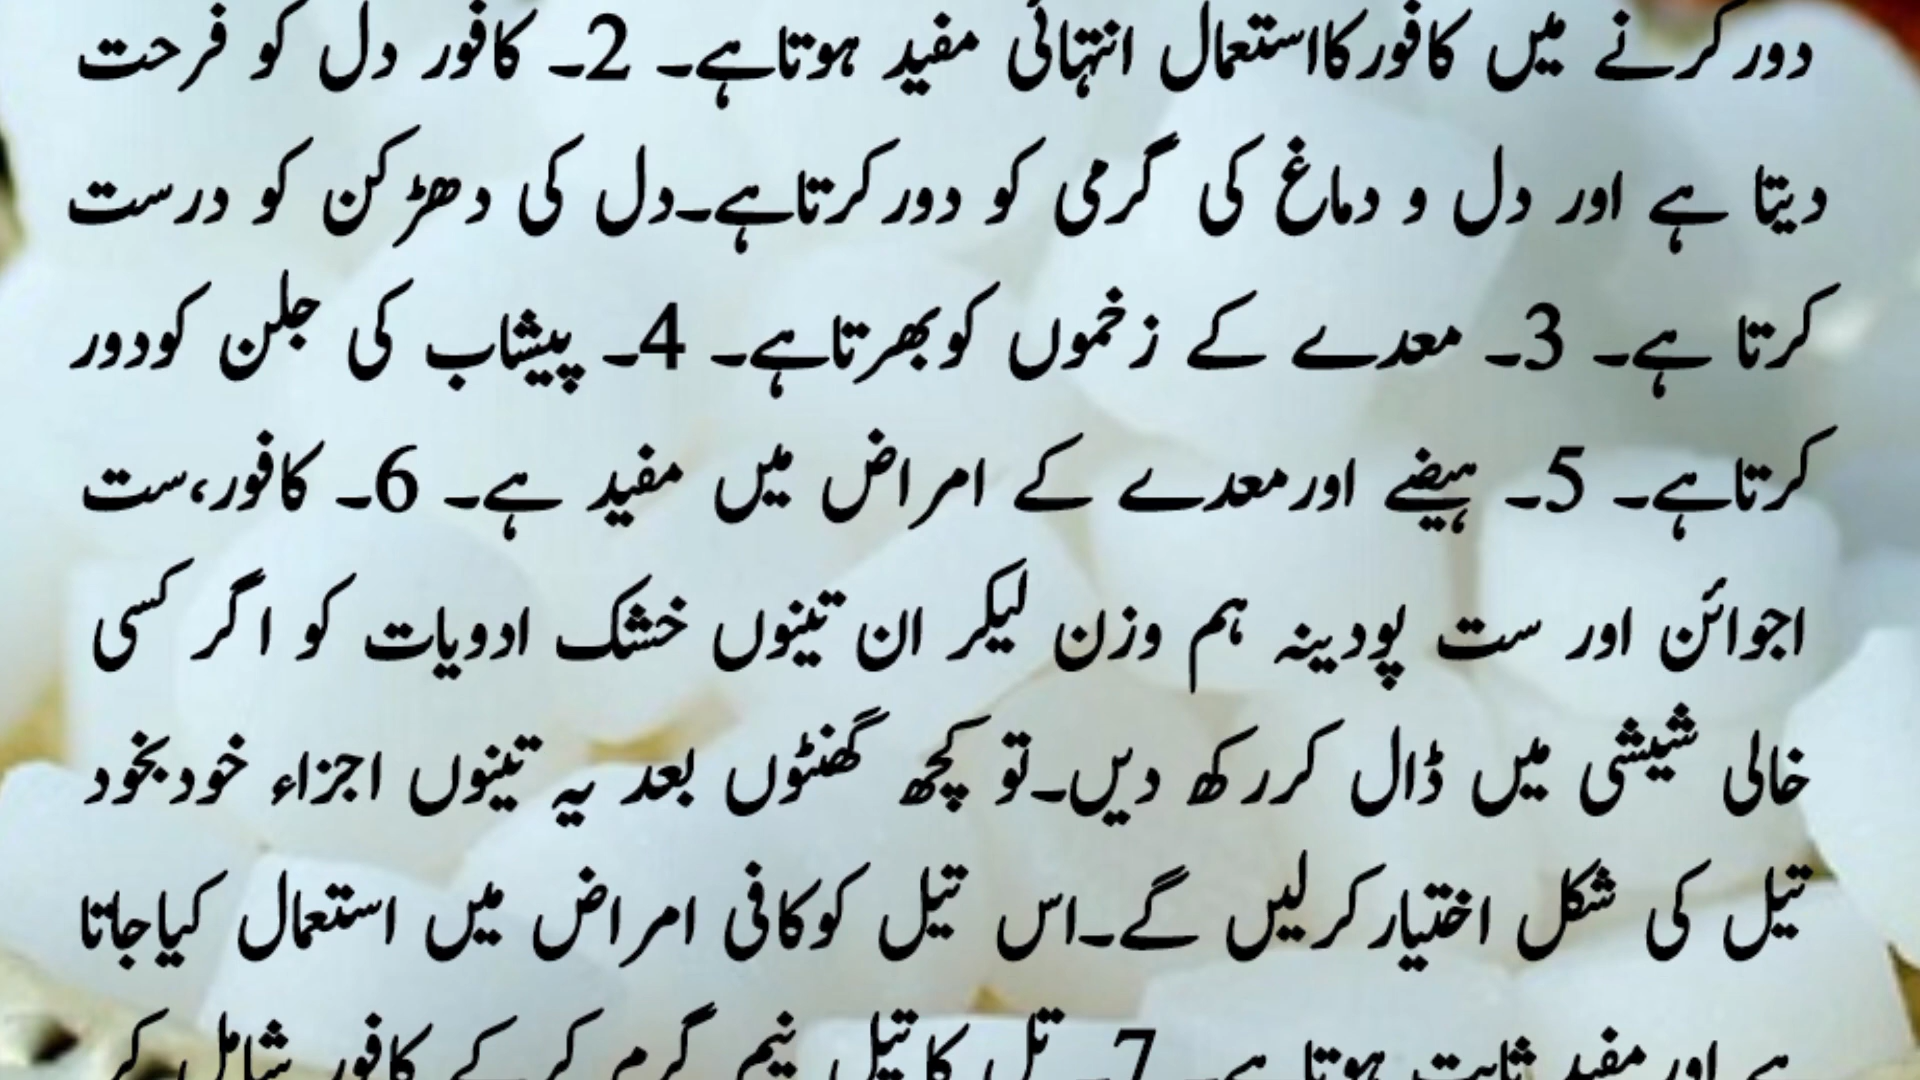 دور کرنے میں کافور کا استعمال انتہائی مفید ہوتا ہے۔ 2۔ کافور دل کو فرحت
دیتا ہے اور دل و دماغ کی گرمی کو دور کرتا ہے۔ دل کی دھڑکن کو درست
کرتا ہے۔ 3۔ معدے کے زخموں کو بھرتا ہے۔ 4۔ پیشاب کی جلن کو دور
کرتا ہے۔ 5۔ ہیضے اور معدے کے امراض میں مفید ہے۔ 6۔ کافور، ست
اجوائن اور ست پودینہ ہم وزن لیکر ان تینوں خشک ادویات کو اگر کسی
خالی شیشی میں ڈال کر رکھ دیں۔ تو کچھ گھنٹوں بعد یہ تینوں اجزاء خود بخود
تیل کی شکل اختیار کر لیں گے۔ اس تیل کو کافی امراض میں استعمال کیا جاتا
ہے اور مفید ثابت ہوتا ہے۔ 7۔ تل کا تیل نیم گرم کر کے کافور شامل کر